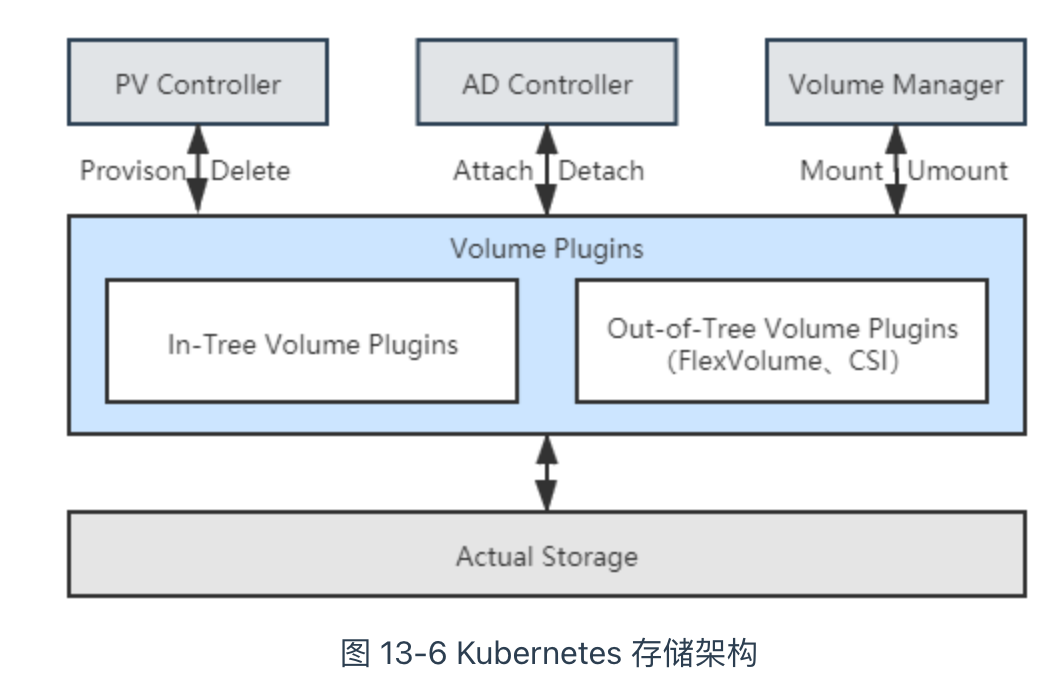 PV Controller
AD Controller
Volume Manager
Provison Delete
Attach Detach
Mount Umount
Volume Plugins
In-Tree Volume Plugins
Out-of-Tree Volume Plugins
（FlexVolume、CSI）
Actual Storage
图 13-6 Kubernetes 存储架构